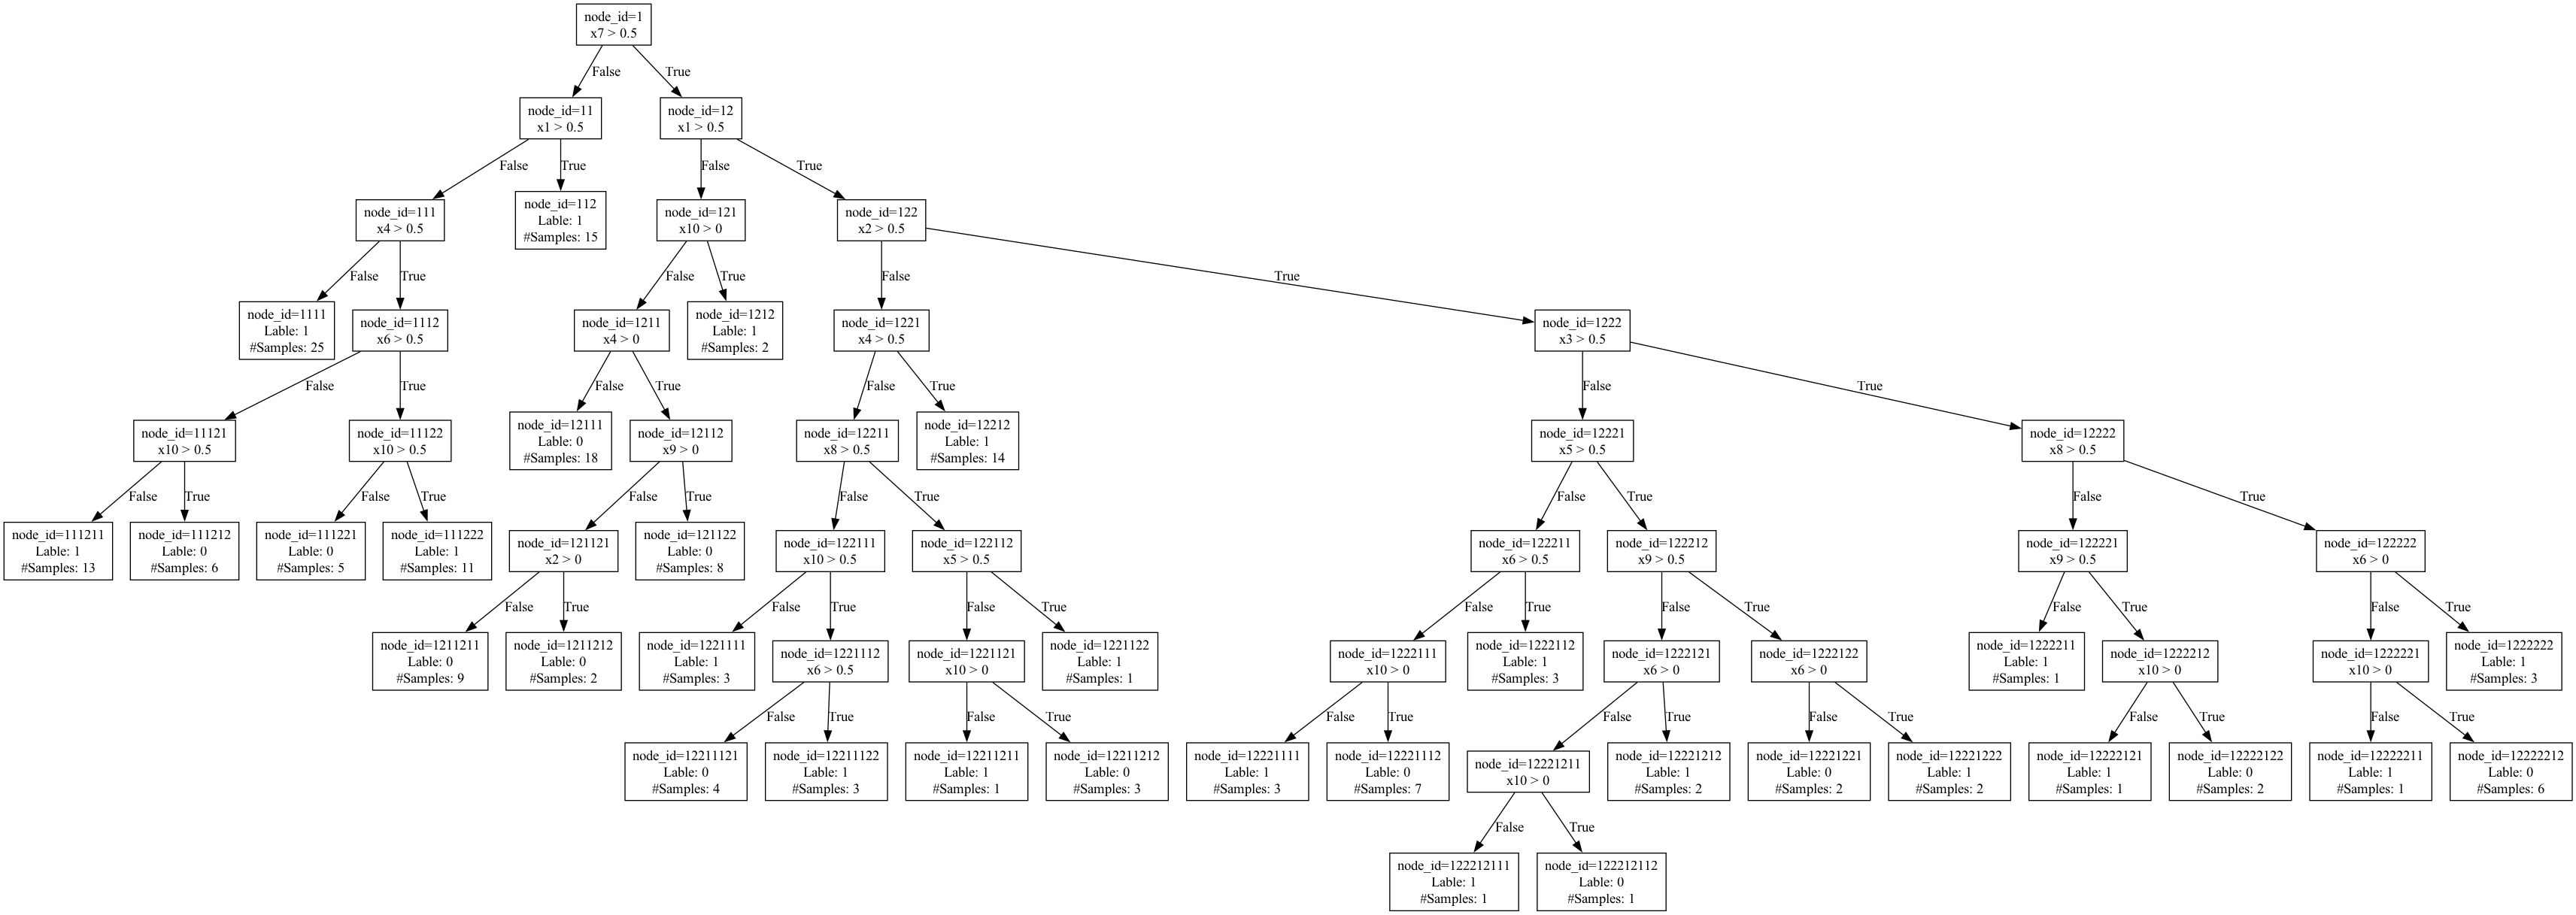 node_id=1
x7 > 0.5
False
True
node_id=11
x1 > 0.5
node_id=12
x1 > 0.5
False
True
False
True
node_id=111
x4 > 0.5
node_id=112
Lable: 1
#Samples: 15
node_id=121
x10 > 0
node_id=122
x2 > 0.5
False
True
False
True
False
True
node_id=1111
Lable: 1
#Samples: 25
node_id=1112
x6 > 0.5
node_id=1211
x4 > 0
node_id=1212
Lable: 1
#Samples: 2
node_id=1221
x4 > 0.5
node_id=1222
x3 > 0.5
False
True
False
True
False
True
False
True
node_id=11121
x10 > 0.5
node_id=11122
x10 > 0.5
node_id=12111
Lable: 0
#Samples: 18
node_id=12112
x9 > 0
node_id=12211
x8 > 0.5
node_id=12212
Lable: 1
#Samples: 14
node_id=12221
x5 > 0.5
node_id=12222
x8 > 0.5
False
True
False
True
False
True
False
True
False
True
False
True
node_id=111211
Lable: 1
#Samples: 13
node_id=111212
Lable: 0
#Samples: 6
node_id=111221
Lable: 0
#Samples: 5
node_id=111222
Lable: 1
#Samples: 11
node_id=121121
x2 > 0
node_id=121122
Lable: 0
#Samples: 8
node_id=122111
x10 > 0.5
node_id=122112
x5 > 0.5
node_id=122211
x6 > 0.5
node_id=122212
x9 > 0.5
node_id=122221
x9 > 0.5
node_id=122222
x6 > 0
False
True
False
True
False
True
False
True
False
True
False
True
False
True
node_id=1211211
Lable: 0
#Samples: 9
node_id=1211212
Lable: 0
#Samples: 2
node_id=1221111
Lable: 1
#Samples: 3
node_id=1221112
x6 > 0.5
node_id=1221121
x10 > 0
node_id=1221122
Lable: 1
#Samples: 1
node_id=1222111
x10 > 0
node_id=1222112
Lable: 1
#Samples: 3
node_id=1222121
x6 > 0
node_id=1222122
x6 > 0
node_id=1222211
Lable: 1
#Samples: 1
node_id=1222212
x10 > 0
node_id=1222221
x10 > 0
node_id=1222222
Lable: 1
#Samples: 3
False
True
False
True
False
True
False
True
False
True
False
True
False
True
node_id=12211121
Lable: 0
#Samples: 4
node_id=12211122
Lable: 1
#Samples: 3
node_id=12211211
Lable: 1
#Samples: 1
node_id=12211212
Lable: 0
#Samples: 3
node_id=12221111
Lable: 1
#Samples: 3
node_id=12221112
Lable: 0
#Samples: 7
node_id=12221211
x10 > 0
node_id=12221212
Lable: 1
#Samples: 2
node_id=12221221
Lable: 0
#Samples: 2
node_id=12221222
Lable: 1
#Samples: 2
node_id=12222121
Lable: 1
#Samples: 1
node_id=12222122
Lable: 0
#Samples: 2
node_id=12222211
Lable: 1
#Samples: 1
node_id=12222212
Lable: 0
#Samples: 6
False
True
node_id=122212111
Lable: 1
#Samples: 1
node_id=122212112
Lable: 0
#Samples: 1